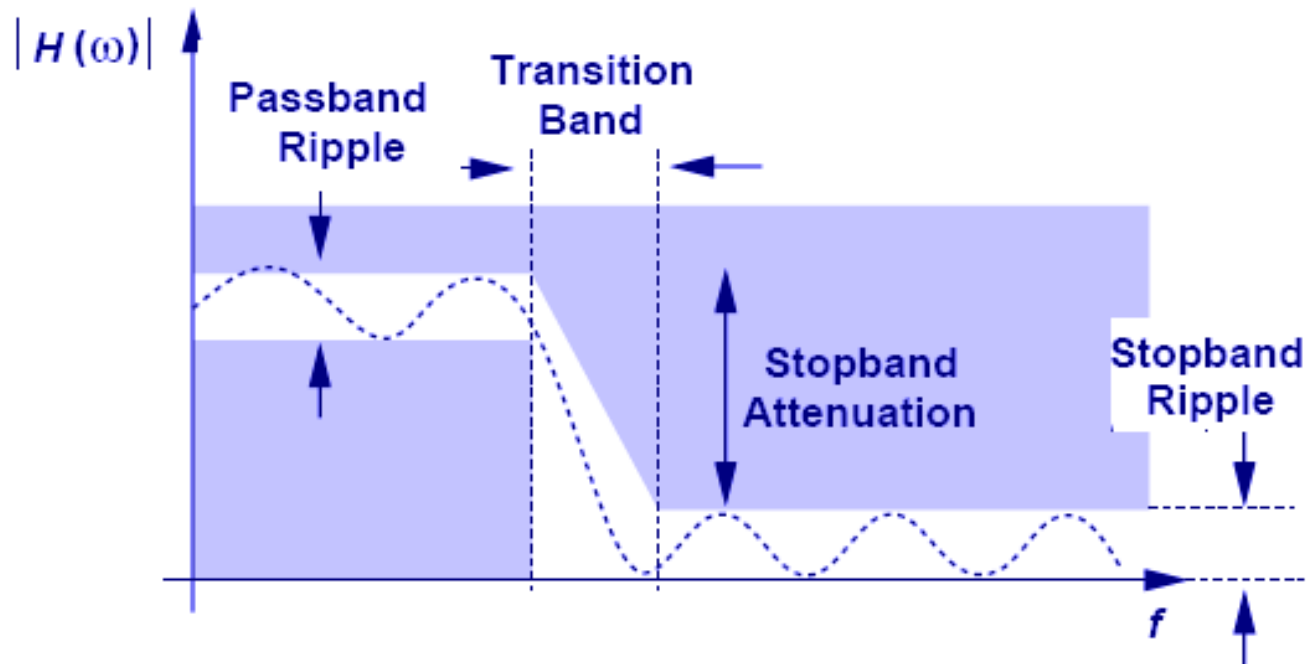 |H(ω)|
Transition
Band
Passband
Ripple
Stopband
Attenuation
Stopband
Ripple
f